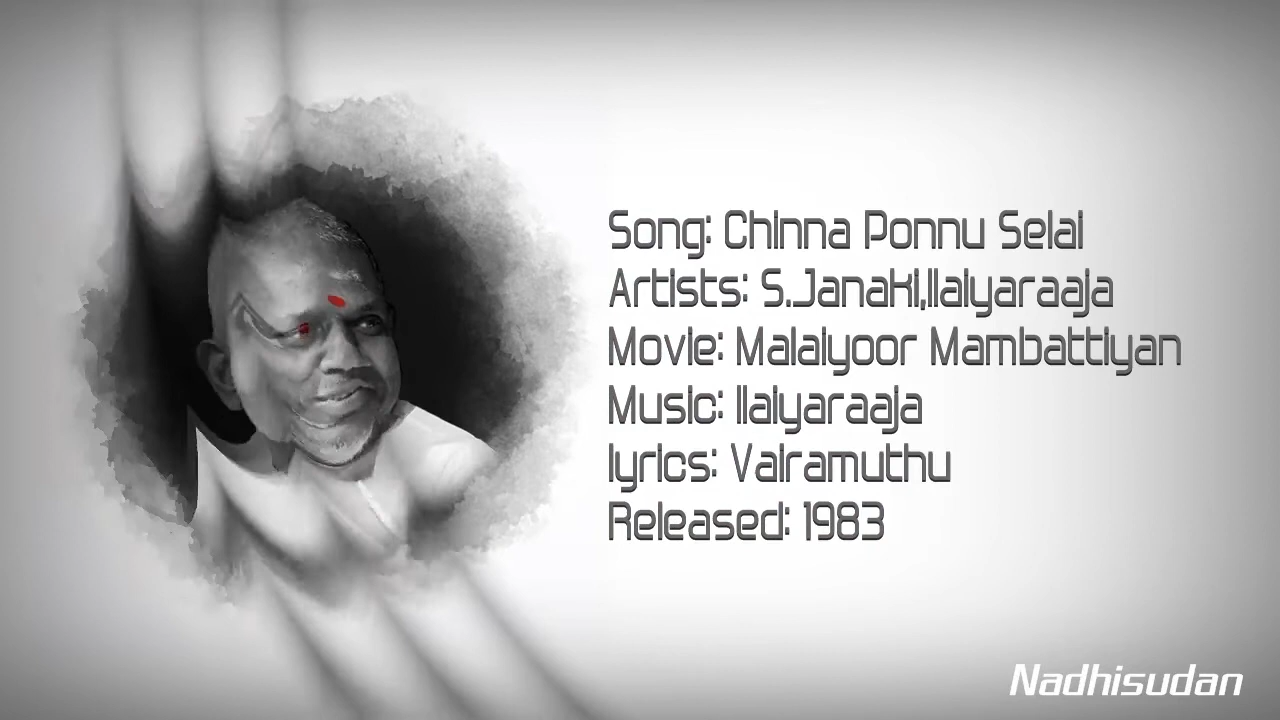 Song: Chinna Ponnu Selai
Artists: S.Janaki,Ilaiyaraaja
Movie: Malaiyoor Mambattiyan
Music: Ilaiyaraaja
lyrics: Vairamuthu
Released: 1983
Nadhisudan